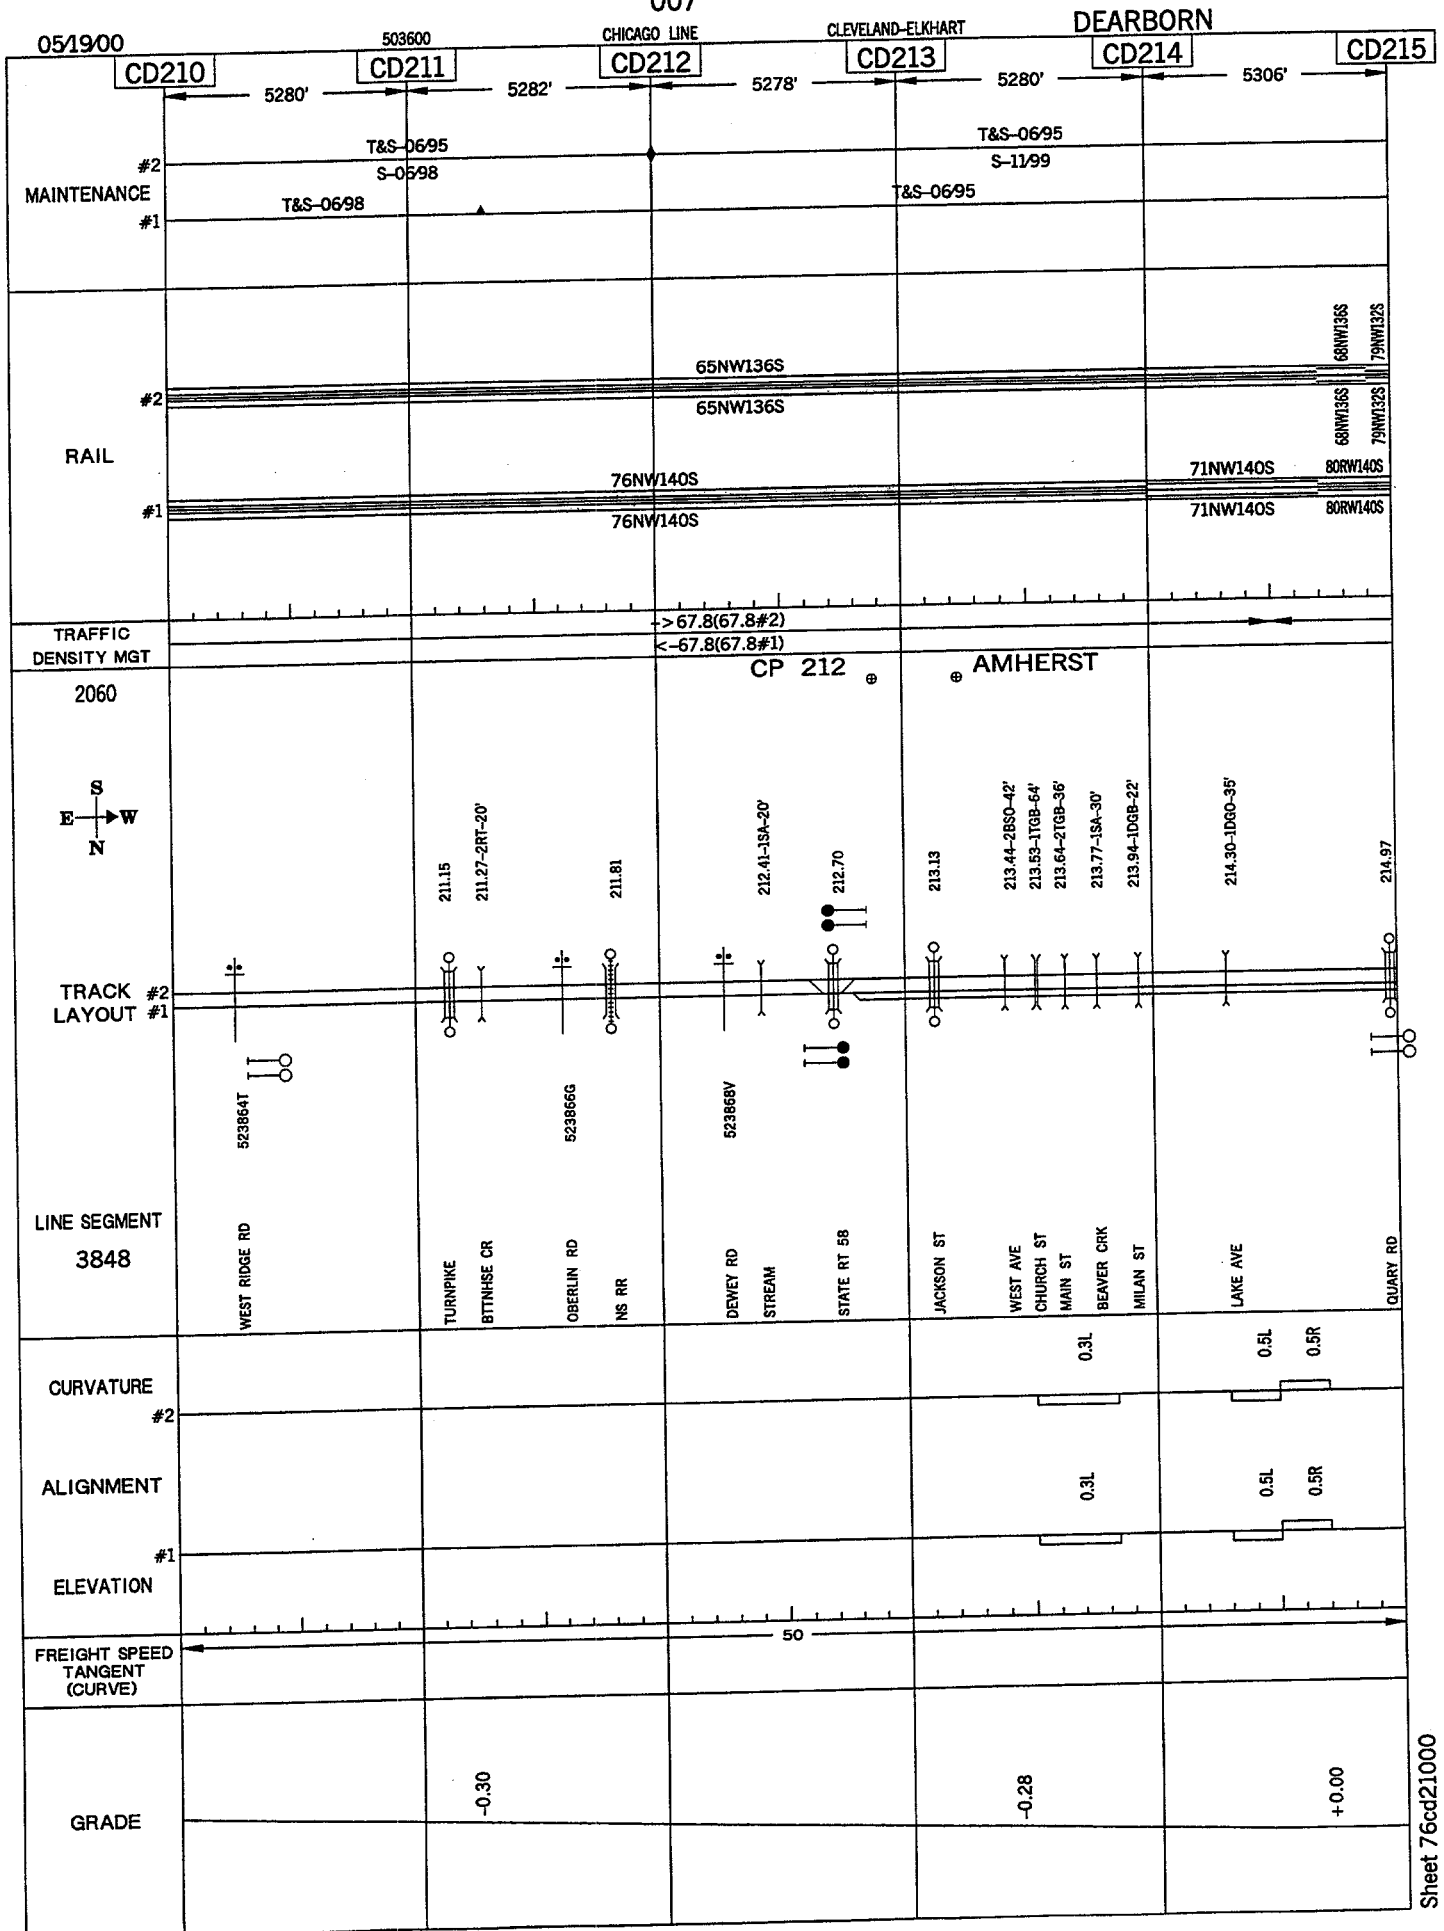 007
05/19/00
503600
CHICAGO LINE
CLEVELAND-ELKHART
DEARBORN
CD210
CD211
CD212
CD213
CD214
CD215
5280'
5282'
5278'
5280'
5306'
MAINTENANCE
#2
#1
T&S-06/95
S-06/98
T&S-06/95
S-11/99
T&S-06/98
T&S-06/95
RAIL
#2
65NW136S
65NW136S
68NW136S
79NW132S
68NW136S
79NW132S
#1
76NW140S
76NW140S
71NW140S
80RW140S
71NW140S
80RW140S
TRAFFIC
DENSITY MGT
->67.8(67.8#2)
<-67.8(67.8#1)
2060
CP 212
AMHERST
S
E W
N
211.15
211.27-2RT-20'
211.81
212.41-1SA-20'
212.70
213.13
213.44-2BSO-42'
213.53-1TGB-64'
213.64-2TGB-36'
213.77-1SA-30'
213.94-1DGB-22'
214.30-1DGO-35'
214.97
TRACK #2
LAYOUT #1
523864T
523866G
523868V
LINE SEGMENT
3848
WEST RIDGE RD
TURNPIKE
BTTNHSE CR
OBERLIN RD
NS RR
DEWEY RD
STREAM
STATE RT 58
JACKSON ST
WEST AVE
CHURCH ST
MAIN ST
BEAVER CRK
MILAN ST
LAKE AVE
QUARY RD
CURVATURE
#2
0.3L
0.5L
0.5R
ALIGNMENT
#1
0.3L
0.5L
0.5R
ELEVATION
FREIGHT SPEED
TANGENT
(CURVE)
50
GRADE
-0.30
-0.28
+0.00
Sheet 76cd21000